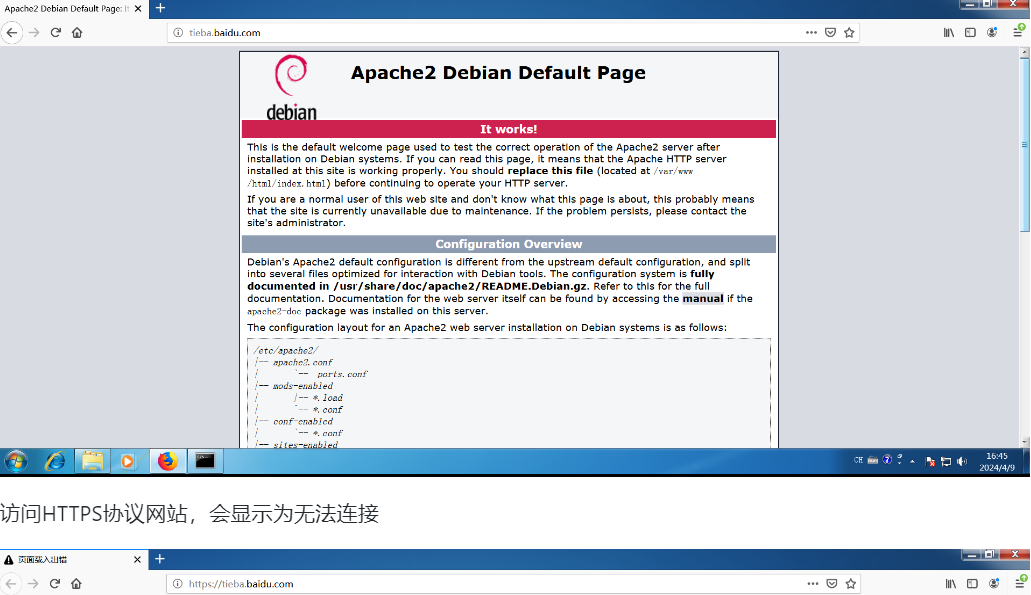 Apache2 Debian Default Page: It
tieba.baidu.com
Apache2 Debian Default Page
debian
It works!
This is the default welcome page used to test the correct operation of the Apache2 server after
installation on Debian systems. If you can read this page, it means that the Apache HTTP server
installed at this site is working properly. You should replace this file (located at /var/www
/html/index.html) before continuing to operate your HTTP server.
If you are a normal user of this web site and don't know what this page is about, this probably means
that the site is currently unavailable due to maintenance. If the problem persists, please contact the
site's administrator.
Configuration Overview
Debian's Apache2 default configuration is different from the upstream default configuration, and split
into several files optimized for interaction with Debian tools. The configuration system is fully
documented in /usr/share/doc/apache2/README.Debian.gz. Refer to this for the full
documentation. Documentation for the web server itself can be found by accessing the manual if the
apache2-doc package was installed on this server.
The configuration layout for an Apache2 web server installation on Debian systems is as follows:
/etc/apache2/
|-- apache2.conf
|       `--  ports.conf
|-- mods-enabled
|       |-- *.load
|       `-- *.conf
|-- conf-enabled
|       `-- *.conf
|-- sites-enabled
CH
16:45
2024/4/9
访问HTTPS协议网站，会显示为无法连接
页面载入出错
https://tieba.baidu.com